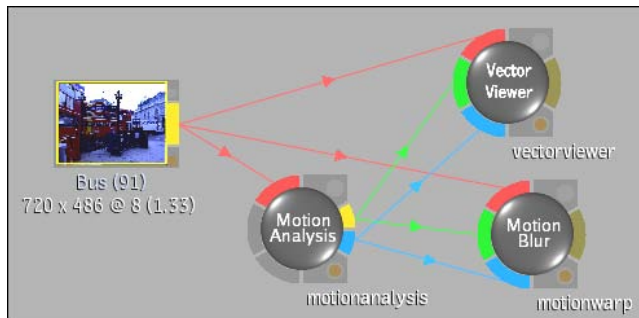 Vector
Viewer
vectorviewer
Bus (91)
720 x 486 @ 8 (1.33)
Motion
Analysis
motionanalysis
Motion
Blur
motionwarp